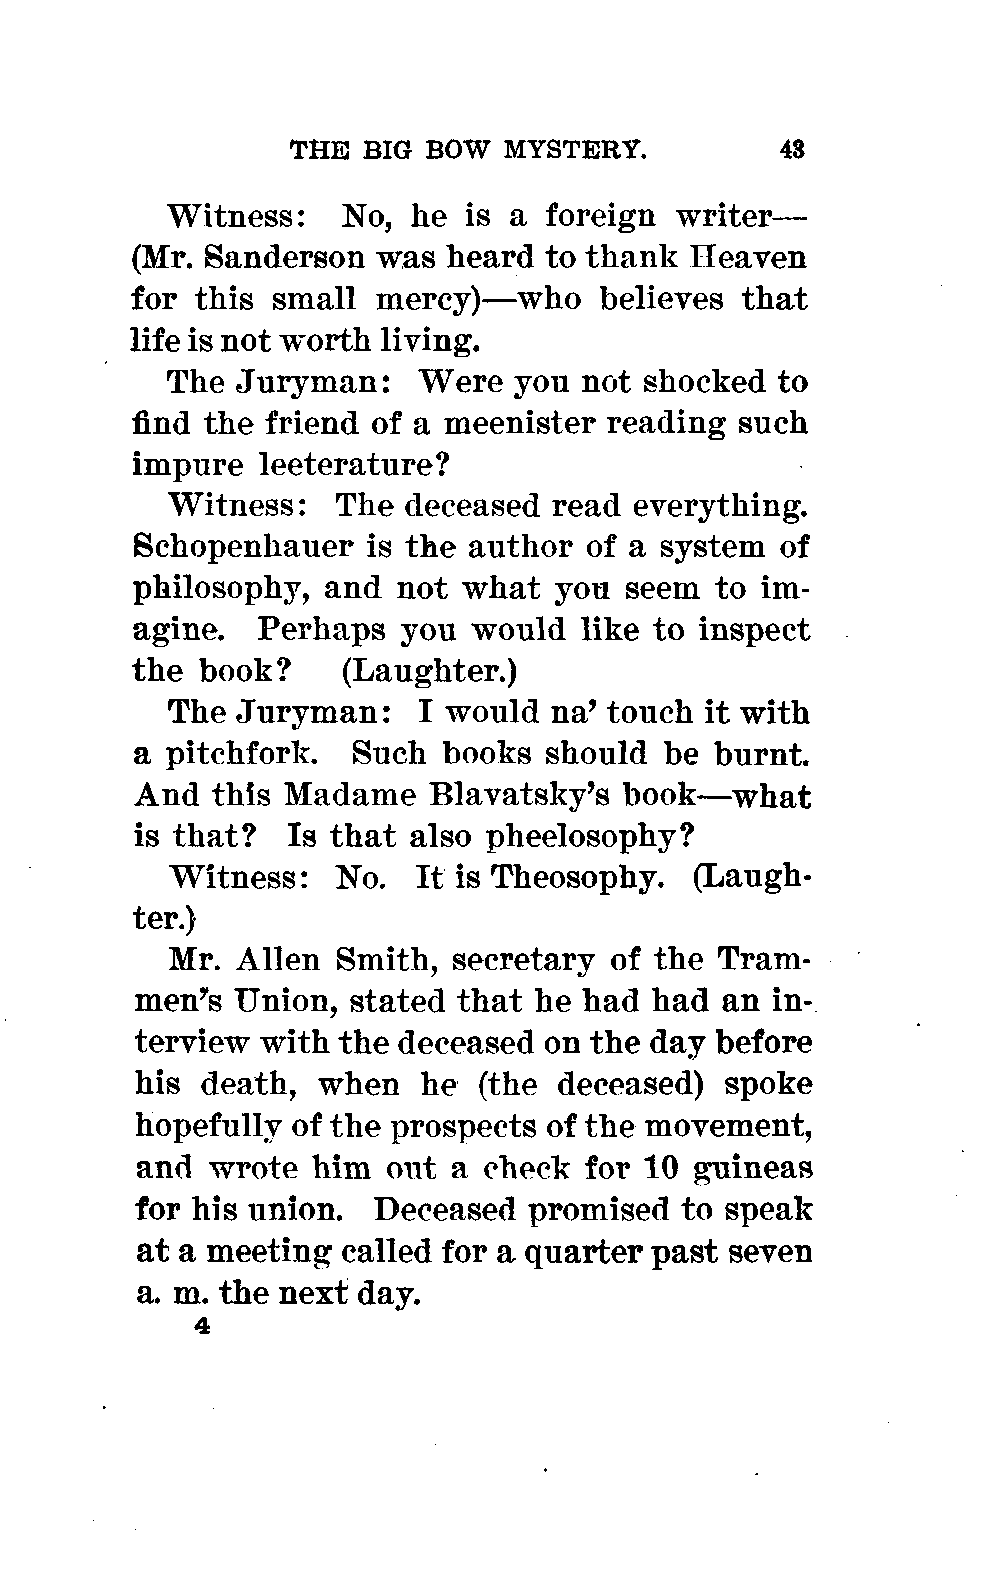 THE BIG BOW MYSTERY. 43
Witness: No, he is a foreign writer—
(Mr. Sanderson was heard to thank Heaven
for this small mercy)—who believes that
life is not worth living.
The Juryman: Were you not shocked to
find the friend of a meenister reading such
impure leeterature?
Witness: The deceased read everything.
Schopenhauer is the author of a system of
philosophy, and not what you seem to im-
agine. Perhaps you would like to inspect
the book? (Laughter.)
The Juryman: I would na’ touch it with
a pitchfork. Such books should be burnt.
And this Madame Blavatsky’s book—what
is that? Is that also pheelosophy?
Witness: No. It is Theosophy. (Laugh-
ter.)
Mr. Allen Smith, secretary of the Tram-
men’s Union, stated that he had had an in-
terview with the deceased on the day before
his death, when he (the deceased) spoke
hopefully of the prospects of the movement,
and wrote him out a check for 10 guineas
for his union. Deceased promised to speak
at a meeting called for a quarter past seven
a. m. the next day.
4